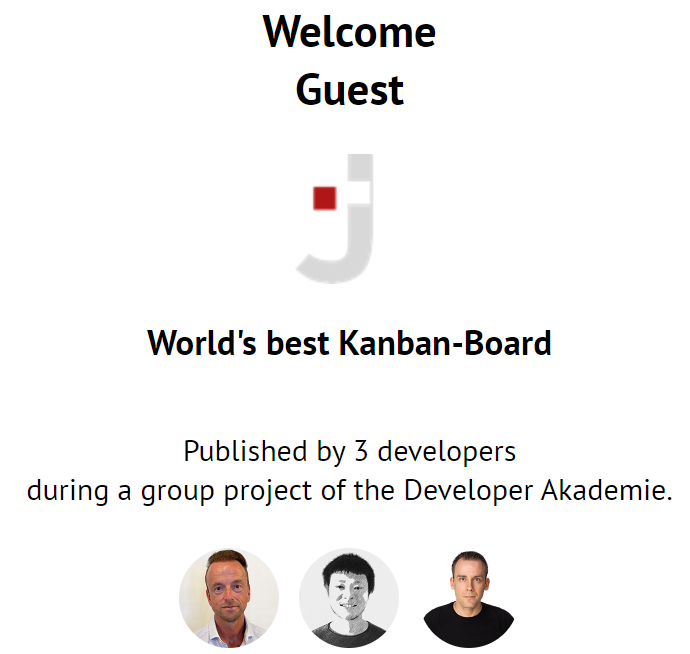 Welcome
Guest
j
World's best Kanban-Board
Published by 3 developers
during a group project of the Developer Akademie.